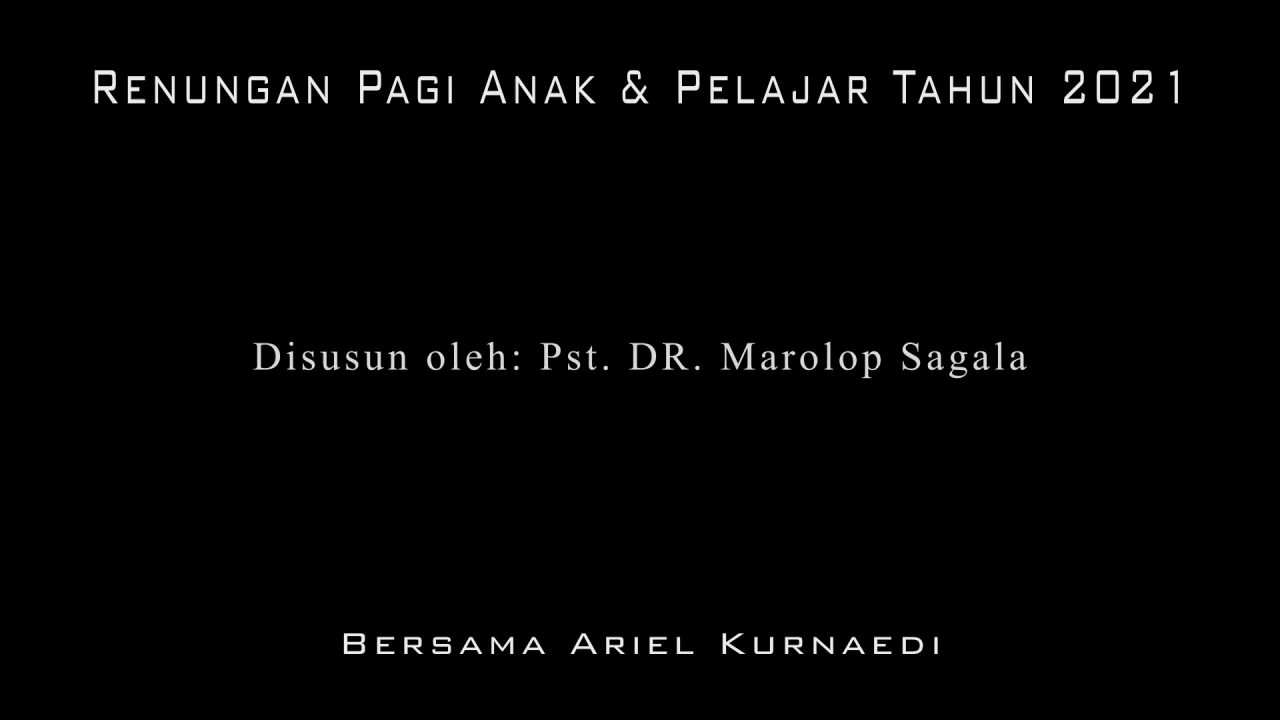 Renungan Pagi Anak & Pelajar Tahun 2021
Disusun oleh: Pst. DR. Marolop Sagala
Bersama Ariel Kurnaedi